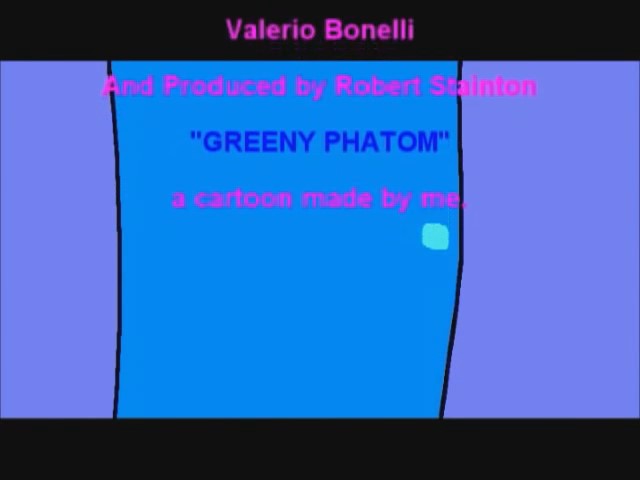 Valerio Bonelli
And Produced by Robert Stainton
"GREENY PHATOM"
a cartoon made by me.